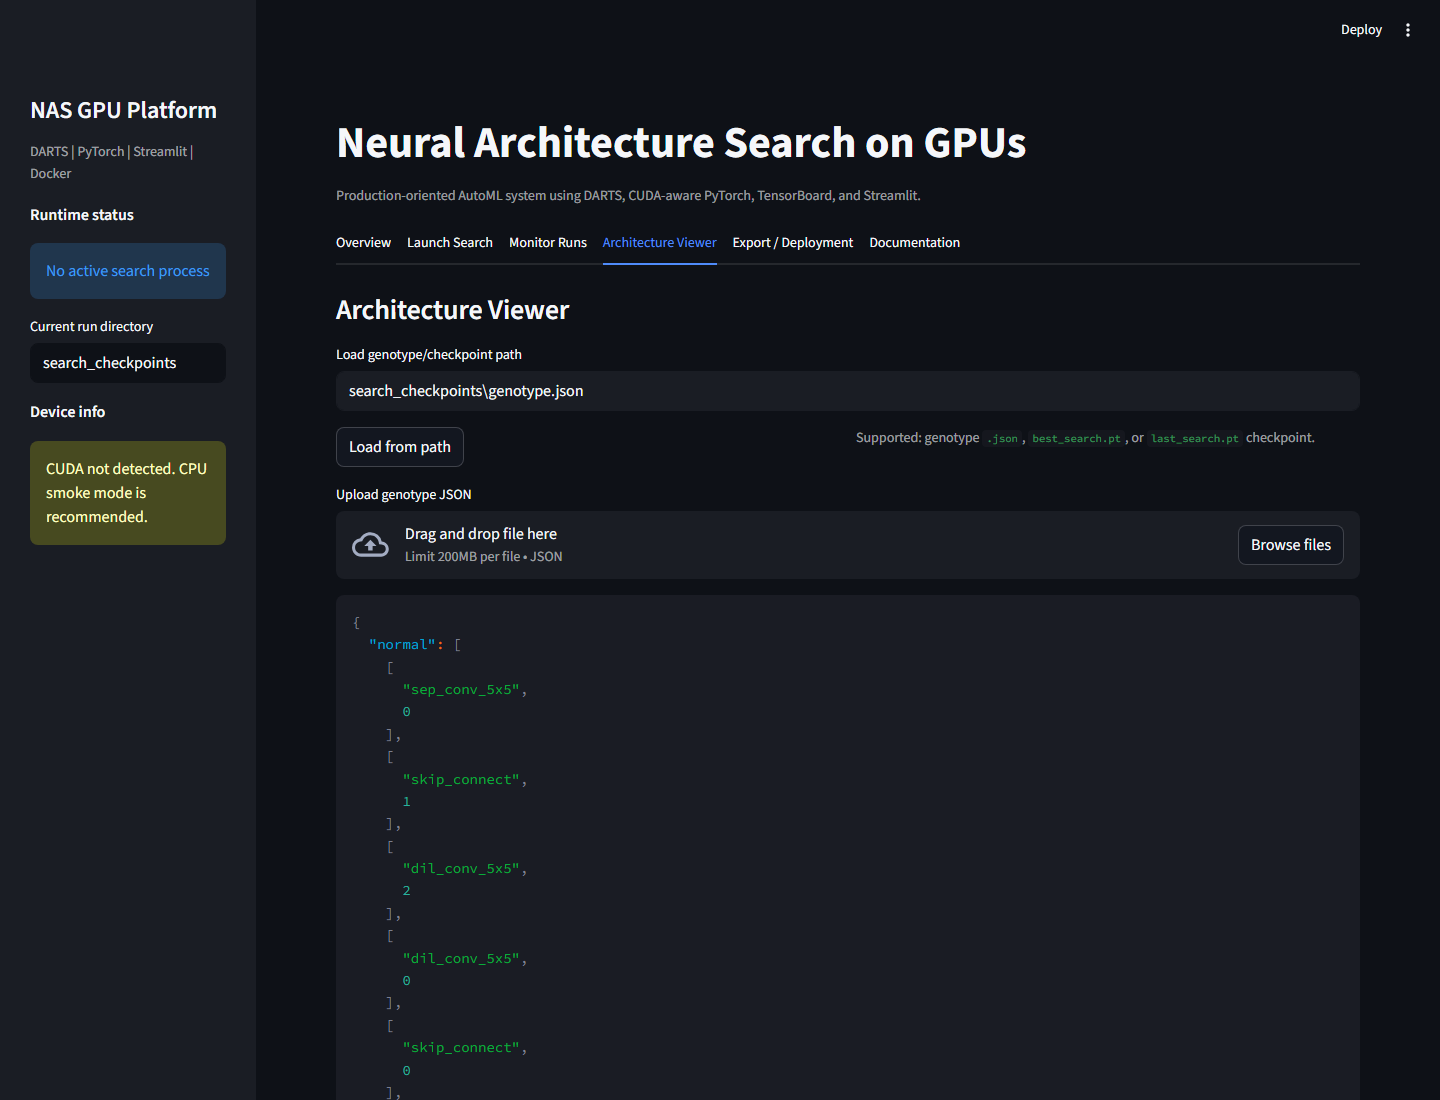 Deploy
NAS GPU Platform
DARTS | PyTorch | Streamlit |
Docker
Runtime status
No active search process
Current run directory
search_checkpoints
Device info
CUDA not detected. CPU
smoke mode is
recommended.
Neural Architecture Search on GPUs
Production-oriented AutoML system using DARTS, CUDA-aware PyTorch, TensorBoard, and Streamlit.
Overview Launch Search Monitor Runs Architecture Viewer Export / Deployment Documentation
Architecture Viewer
Load genotype/checkpoint path
search_checkpoints\genotype.json
Load from path
Supported: genotype .json, best_search.pt, or last_search.pt checkpoint.
Upload genotype JSON
Drag and drop file here
Limit 200MB per file • JSON
Browse files
{
"normal": [
[
"sep_conv_5x5",
0
],
[
"skip_connect",
1
],
[
"dil_conv_5x5",
2
],
[
"dil_conv_5x5",
0
],
[
"skip_connect",
0
],